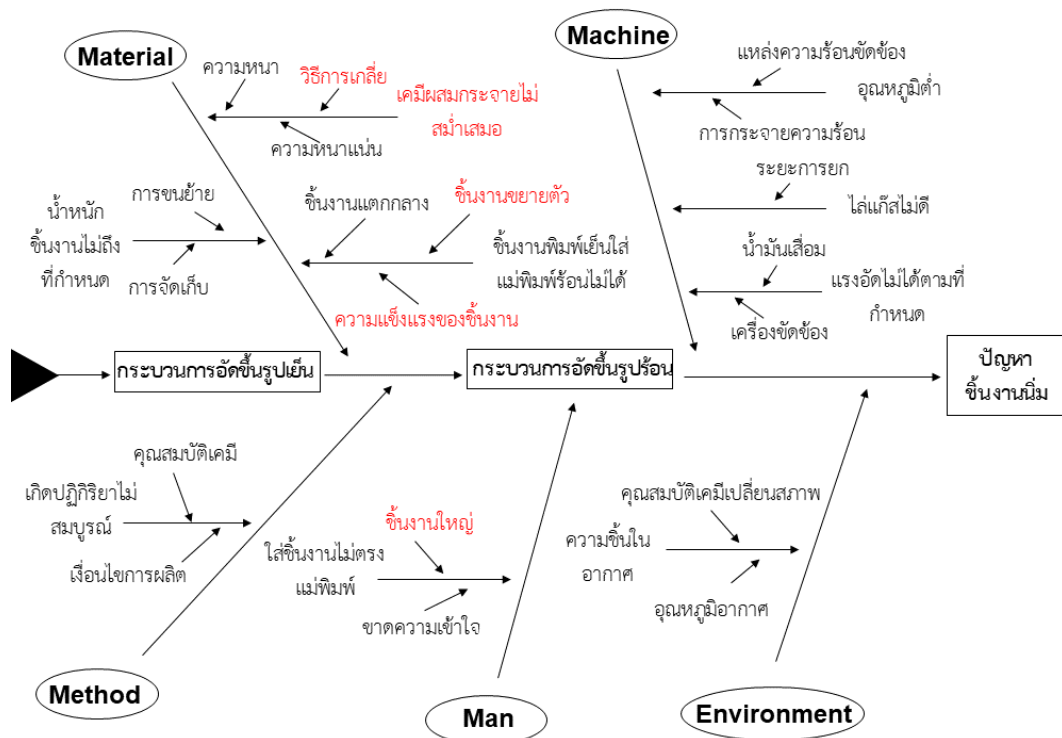 Material
Machine
ความหนา
วิธีการเกลี่ย
เคมีผสมกระจายไม่
สม่ำเสมอ
ความหนาแน่น
แหล่งความร้อนขัดข้อง
อุณหภูมิต่ำ
การกระจายความร้อน
ระยะการยก
ไล่แก๊สไม่ดี
การขนย้าย
น้ำหนัก
ชิ้นงานไม่ถึง
ที่กำหนด
การจัดเก็บ
ชิ้นงานแตกกลาง
ชิ้นงานขยายตัว
ชิ้นงานพิมพ์เย็นใส่
แม่พิมพ์ร้อนไม่ได้
ความแข็งแรงของชิ้นงาน
น้ำมันเสื่อม
แรงอัดไม่ได้ตามที่
กำหนด
เครื่องขัดข้อง
กระบวนการอัดขึ้นรูปเย็น
กระบวนการอัดขึ้นรูปร้อน
ปัญหา
ชิ้นงานนิ่ม
คุณสมบัติเคมี
เกิดปฏิกิริยาไม่
สมบูรณ์
เงื่อนไขการผลิต
ชิ้นงานใหญ่
ใส่ชิ้นงานไม่ตรง
แม่พิมพ์
ขาดความเข้าใจ
คุณสมบัติเคมีเปลี่ยนสภาพ
ความชื้นใน
อากาศ
อุณหภูมิอากาศ
Method
Man
Environment